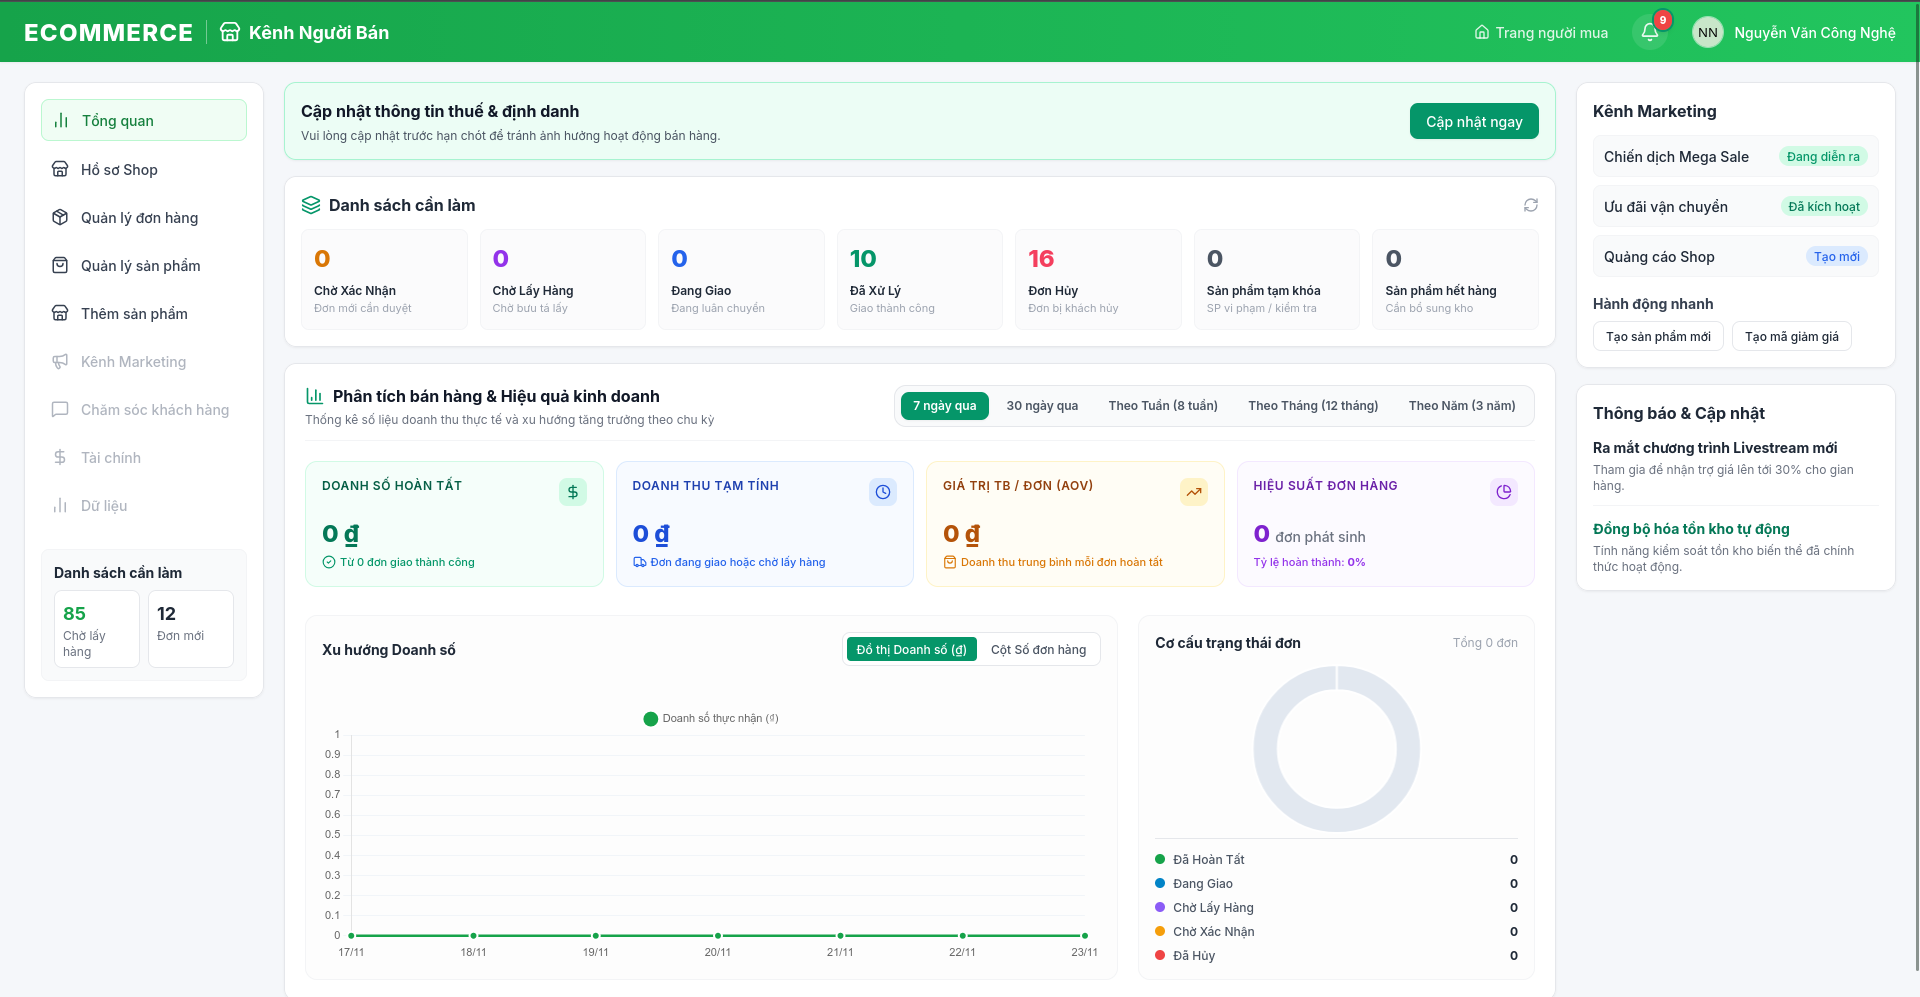 ECOMMERCE
Kênh Người Bán
Trang người mua
9
NN
Nguyễn Văn Công Nghệ
Tổng quan
Hồ sơ Shop
Quản lý đơn hàng
Quản lý sản phẩm
Thêm sản phẩm
Kênh Marketing
Chăm sóc khách hàng
Tài chính
Dữ liệu
Danh sách cần làm
85
Chờ lấy
hàng
12
Đơn mới
Cập nhật thông tin thuế & định danh
Vui lòng cập nhật trước hạn chót để tránh ảnh hưởng hoạt động bán hàng.
Cập nhật ngay
Danh sách cần làm
0
Chờ Xác Nhận
Đơn mới cần duyệt
0
Chờ Lấy Hàng
Chờ bưu tá lấy
0
Đang Giao
Đang luân chuyển
10
Đã Xử Lý
Giao thành công
16
Đơn Hủy
Đơn bị khách hủy
0
Sản phẩm tạm khóa
SP vi phạm / kiểm tra
0
Sản phẩm hết hàng
Cần bổ sung kho
Phân tích bán hàng & Hiệu quả kinh doanh
Thống kê số liệu doanh thu thực tế và xu hướng tăng trưởng theo chu kỳ
7 ngày qua
30 ngày qua
Theo Tuần (8 tuần)
Theo Tháng (12 tháng)
Theo Năm (3 năm)
DOANH SỐ HOÀN TẤT
0 ₫
Từ 0 đơn giao thành công
DOANH THU TẠM TÍNH
0 ₫
Đơn đang giao hoặc chờ lấy hàng
GIÁ TRỊ TB / ĐƠN (AOV)
0 ₫
Doanh thu trung bình mỗi đơn hoàn tất
HIỆU SUẤT ĐƠN HÀNG
0 đơn phát sinh
Tỷ lệ hoàn thành: 0%
Xu hướng Doanh số
Đồ thị Doanh số (₫)
Cột Số đơn hàng
Doanh số thực nhận (₫)
1
0.9
0.8
0.7
0.6
0.5
0.4
0.3
0.2
0.1
0
17/11
18/11
19/11
20/11
21/11
22/11
23/11
Cơ cấu trạng thái đơn
Tổng 0 đơn
Đã Hoàn Tất 0
Đang Giao 0
Chờ Lấy Hàng 0
Chờ Xác Nhận 0
Đã Hủy 0
Kênh Marketing
Chiến dịch Mega Sale
Đang diễn ra
Ưu đãi vận chuyển
Đã kích hoạt
Quảng cáo Shop
Tạo mới
Hành động nhanh
Tạo sản phẩm mới
Tạo mã giảm giá
Thông báo & Cập nhật
Ra mắt chương trình Livestream mới
Tham gia để nhận trợ giá lên tới 30% cho gian
hàng.
Đồng bộ hóa tồn kho tự động
Tính năng kiểm soát tồn kho biến thể đã chính
thức hoạt động.